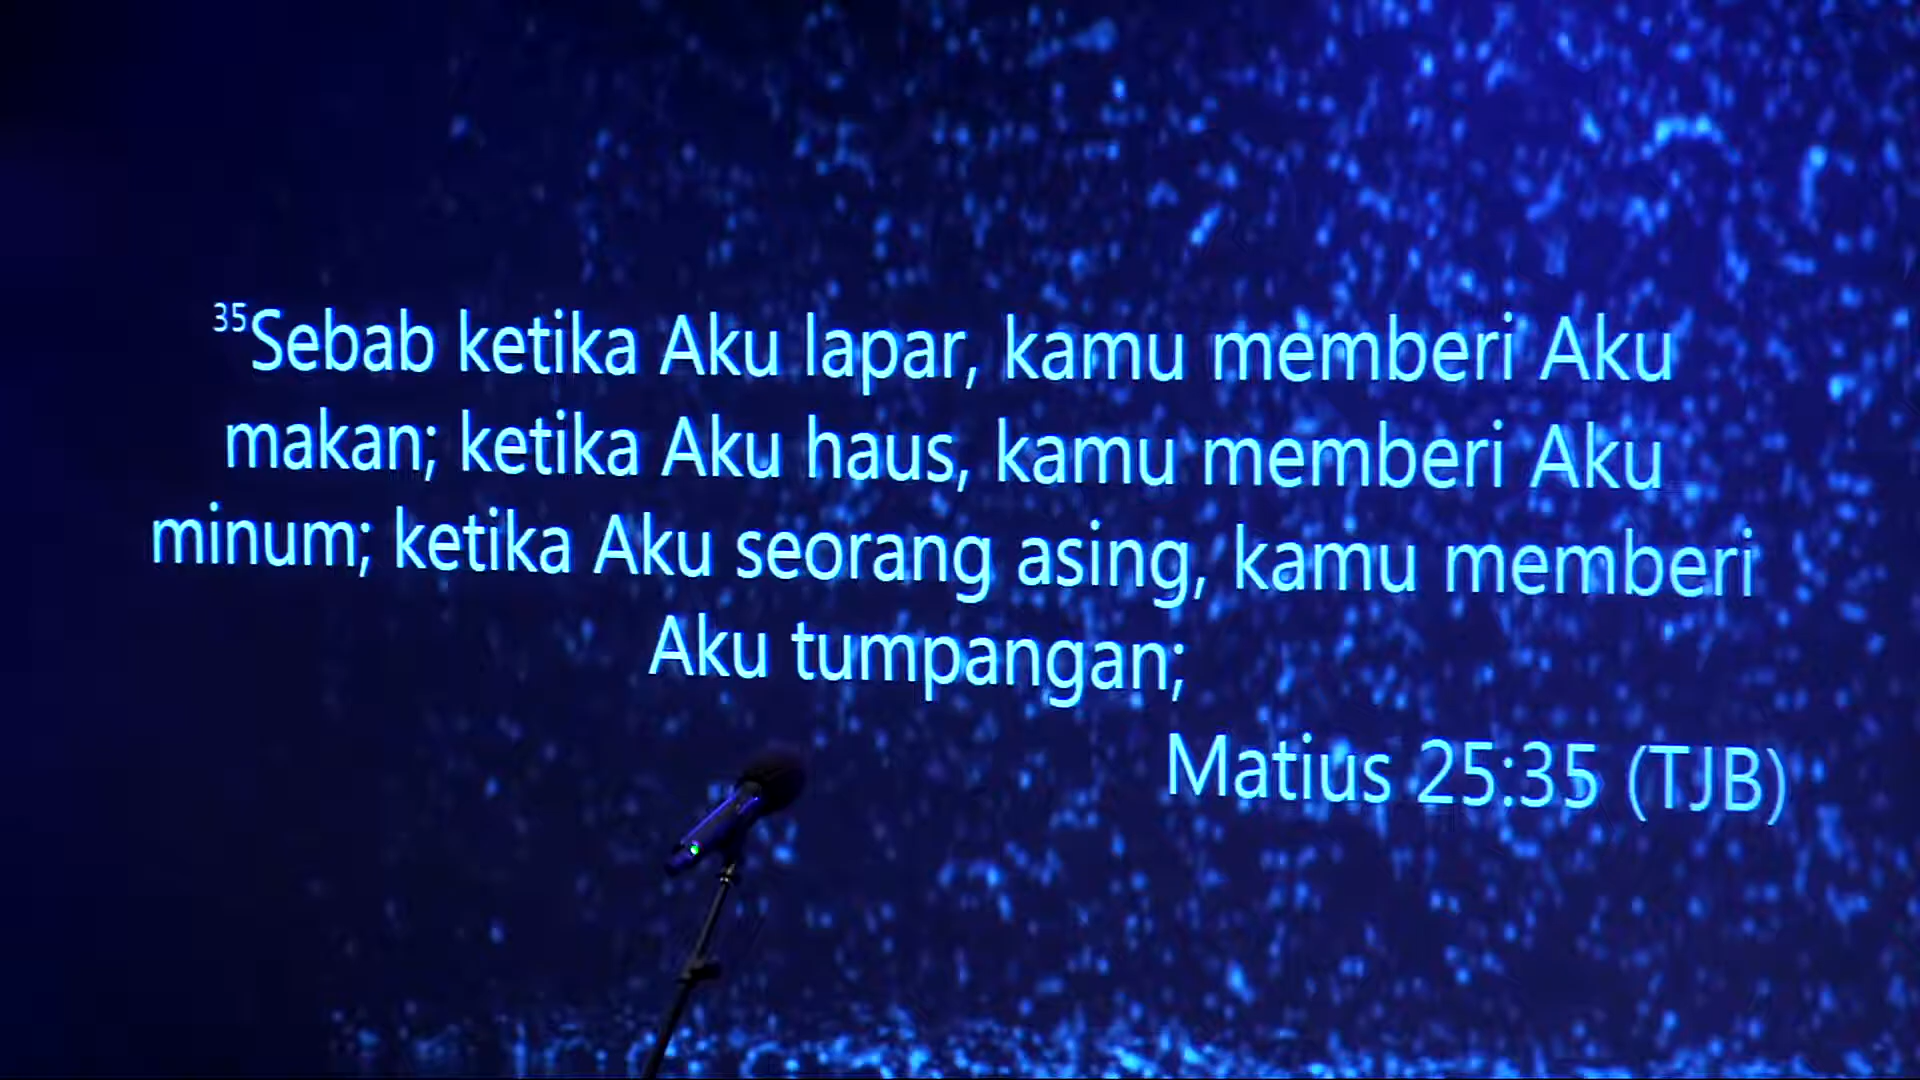 ³⁵Sebab ketika Aku lapar, kamu memberi Aku
makan; ketika Aku haus, kamu memberi Aku
minum; ketika Aku seorang asing, kamu memberi
Aku tumpangan;
Matius 25:35 (TJB)